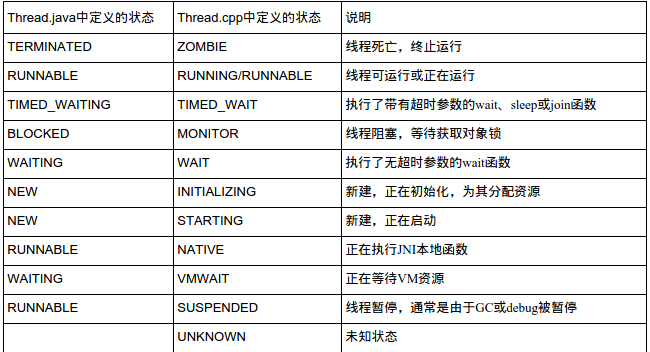 Thread.java中定义的状态 Thread.cpp中定义的状态 说明
TERMINATED ZOMBIE 线程死亡，终止运行
RUNNABLE RUNNING/RUNNABLE 线程可运行或正在运行
TIMED_WAITING TIMED_WAIT 执行了带有超时参数的wait、sleep或join函数
BLOCKED MONITOR 线程阻塞，等待获取对象锁
WAITING WAIT 执行了无超时参数的wait函数
NEW INITIALIZING 新建，正在初始化，为其分配资源
NEW STARTING 新建，正在启动
RUNNABLE NATIVE 正在执行JNI本地函数
WAITING VMWAIT 正在等待VM资源
RUNNABLE SUSPENDED 线程暂停，通常是由于GC或debug被暂停
UNKNOWN 未知状态